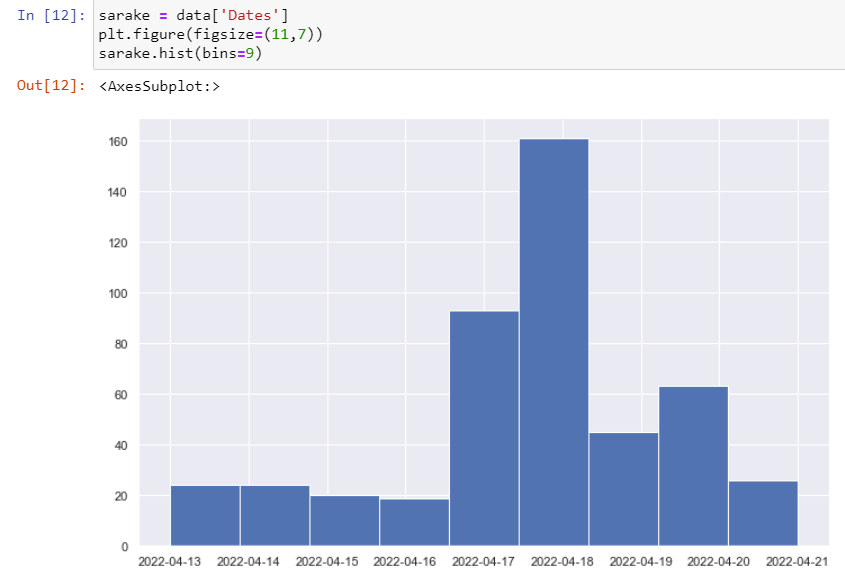 In [12]: sarake = data['Dates']
plt.figure(figsize=(11,7))
sarake.hist(bins=9)
Out[12]: <AxesSubplot:>
160
140
120
100
80
60
40
20
0
2022-04-13 2022-04-14 2022-04-15 2022-04-16 2022-04-17 2022-04-18 2022-04-19 2022-04-20 2022-04-21